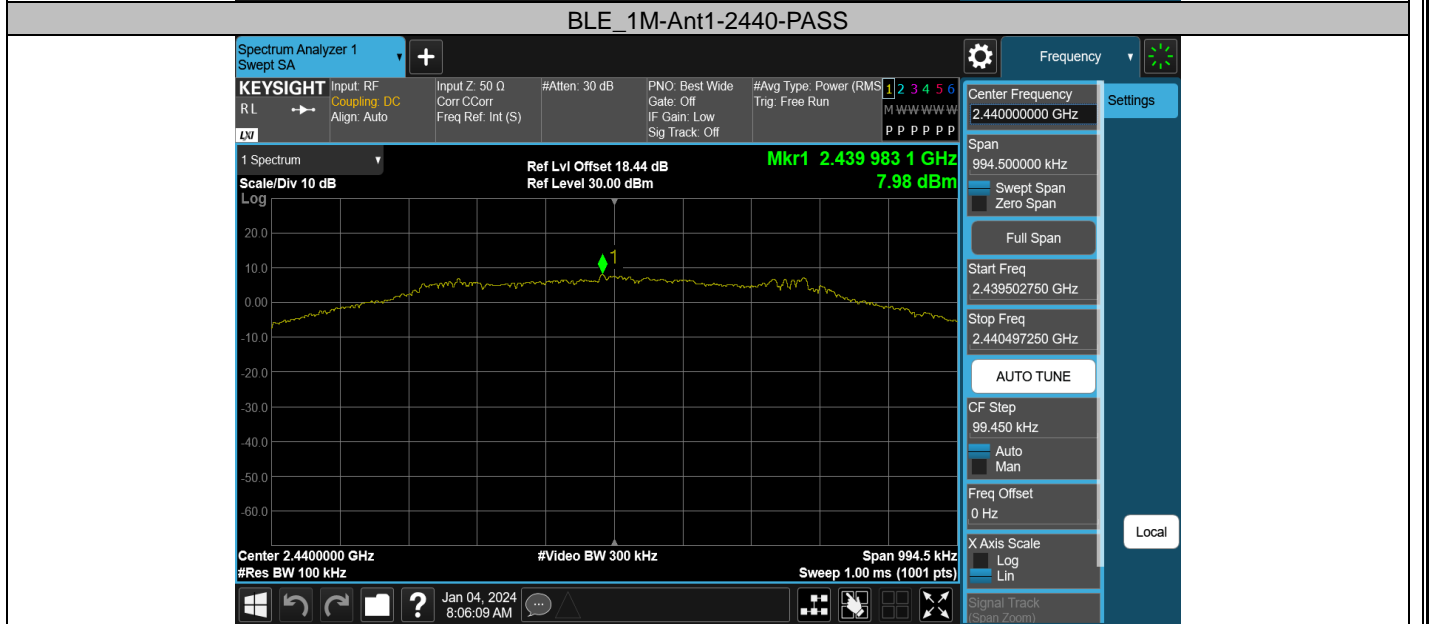 BLE_1M-Ant1-2440-PASS
Spectrum Analyzer 1
Swept SA
+
Frequency
KEYSIGHT
RL
LXI
Input: RF
Coupling: DC
Align: Auto
Input Z: 50 Ω
Corr CCorr
Freq Ref: Int (S)
#Atten: 30 dB
PNO: Best Wide
Gate: Off
IF Gain: Low
Sig Track: Off
#Avg Type: Power (RMS
Trig: Free Run
1 2 3 4 5 6
M W W W W W
P P P P P P
1 Spectrum
Scale/Div 10 dB
Log
Ref Lvl Offset 18.44 dB
Ref Level 30.00 dBm
Mkr1 2.439 983 1 GHz
7.98 dBm
20.0
10.0
0.00
-10.0
-20.0
-30.0
-40.0
-50.0
-60.0
1
Center 2.4400000 GHz
#Res BW 100 kHz
#Video BW 300 kHz
Span 994.5 kHz
Sweep 1.00 ms (1001 pts)
Center Frequency
2.440000000 GHz
Settings
Span
994.500000 kHz
Swept Span
Zero Span
Full Span
Start Freq
2.439502750 GHz
Stop Freq
2.440497250 GHz
AUTO TUNE
CF Step
99.450 kHz
Auto
Man
Freq Offset
0 Hz
X Axis Scale
Log
Lin
Local
Signal Track
(Span Zoom)
?
Jan 04, 2024
8:06:09 AM